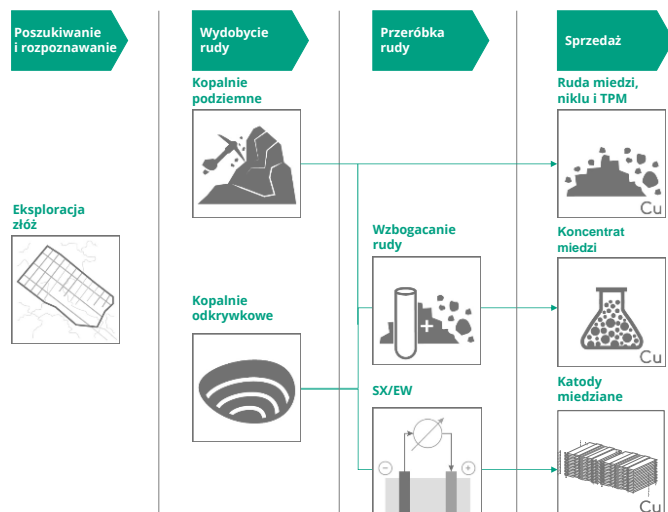 Poszukiwanie
i rozpoznawanie
Wydobycie
rudy
Przeróbka
rudy
Sprzedaż
Eksploracja
złóż
Kopalnie
podziemne
Kopalnie
odkrywkowe
Wzbogacanie
rudy
+
SX/EW
−
+
Ruda miedzi,
niklu i TPM
Cu
Koncentrat
miedzi
Cu
Katody
miedziane
Cu